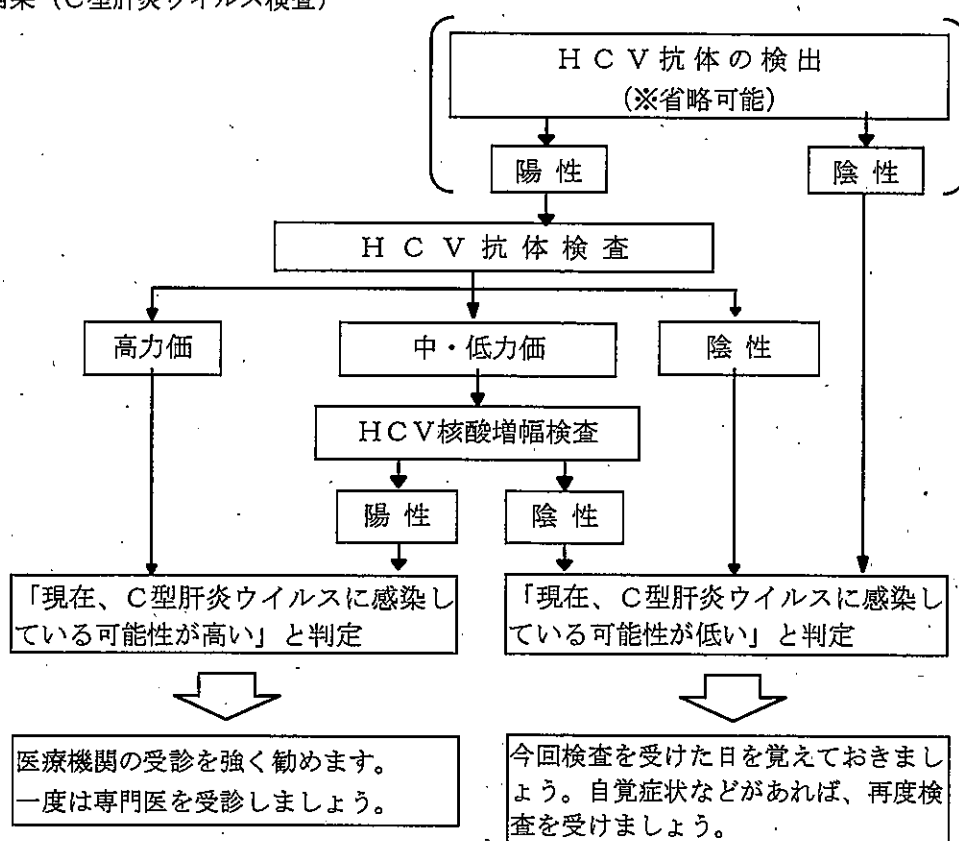 (C型肝炎ウイルス検査)
HCV抗体の検出
(※省略可能)
陽性
陰性
HCV抗体検査
高力価
中・低力価
陰性
HCV核酸増幅検査
陽性
陰性
「現在、C型肝炎ウイルスに感染し
ている可能性が高い」と判定
「現在、C型肝炎ウイルスに感染し
ている可能性が低い」と判定
医療機関の受診を強く勧めます。
一度は専門医を受診しましょう。
今回検査を受けた日を覚えておきまし
ょう。自覚症状などがあれば、再度検
査を受けましょう。